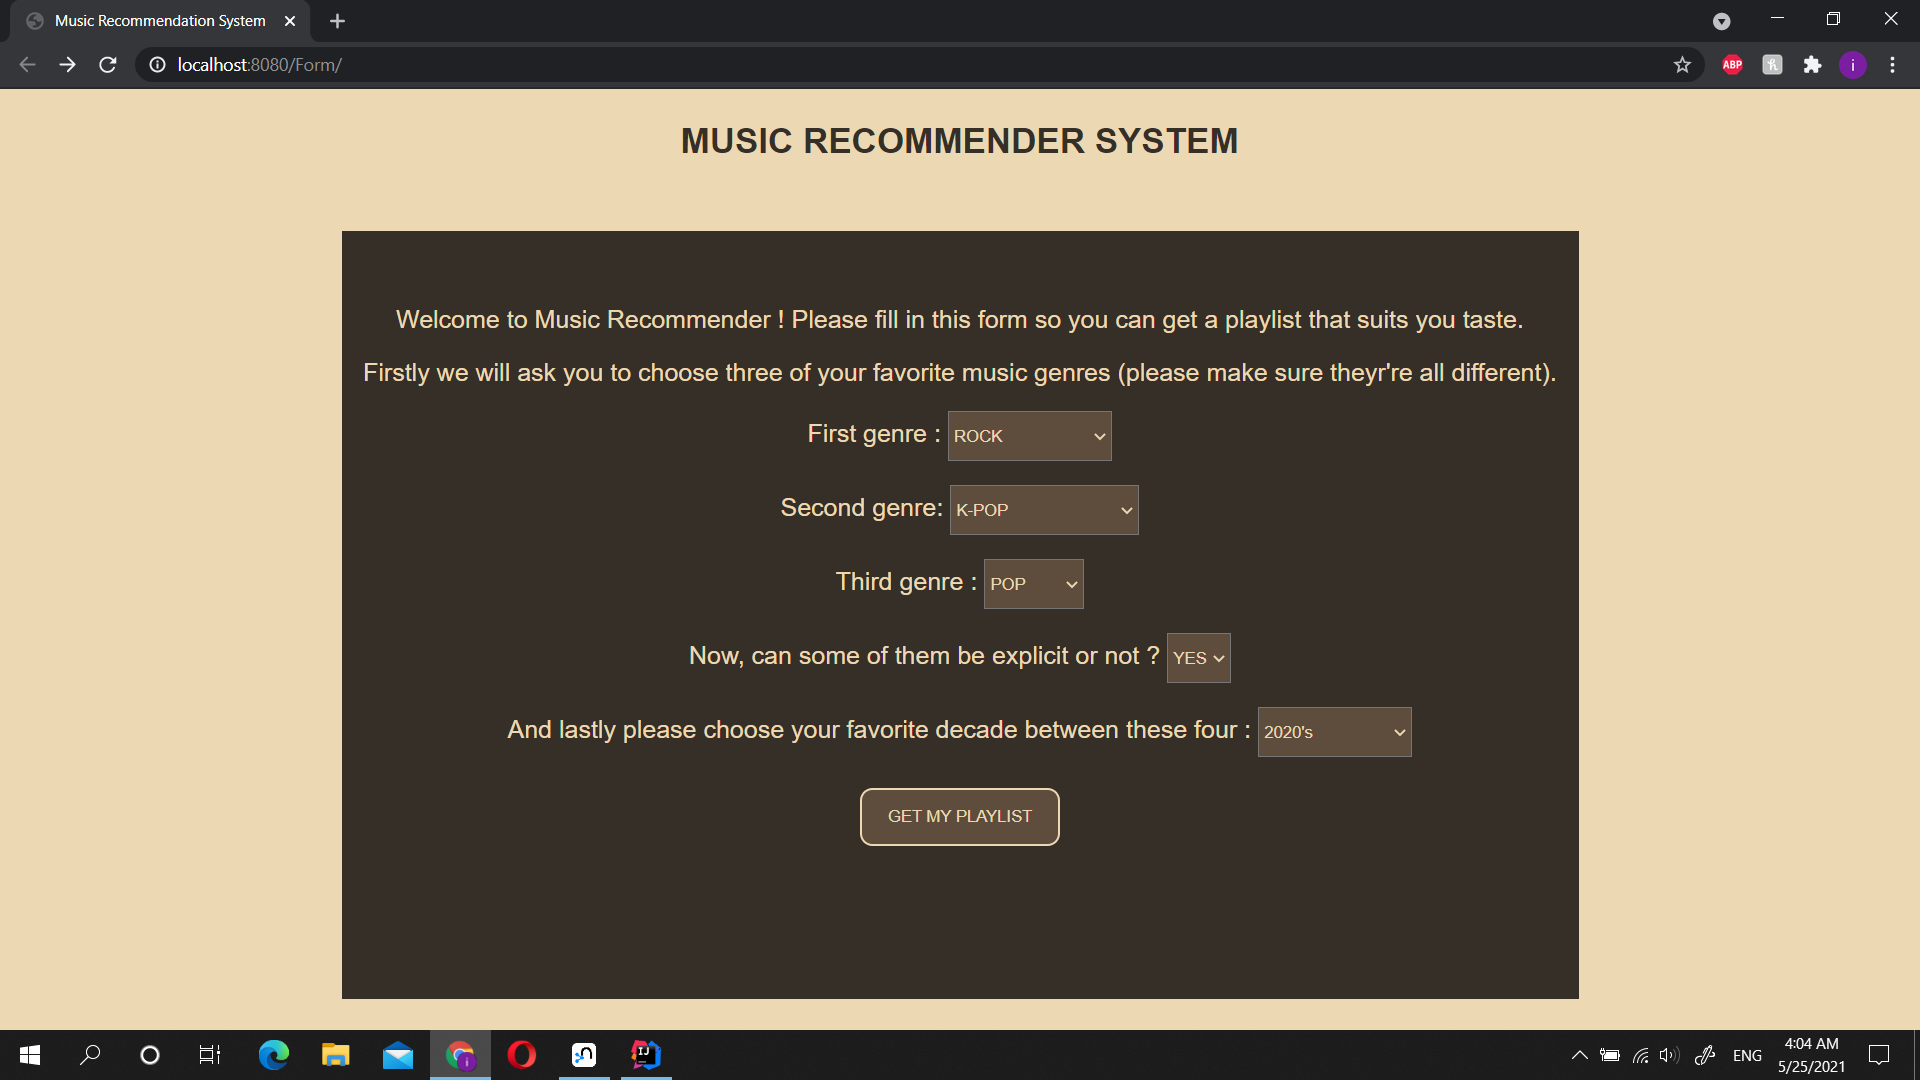 Music Recommendation System
localhost:8080/Form/
ABP
i
MUSIC RECOMMENDER SYSTEM
Welcome to Music Recommender ! Please fill in this form so you can get a playlist that suits you taste.
Firstly we will ask you to choose three of your favorite music genres (please make sure theyr're all different).
First genre : ROCK
Second genre: K-POP
Third genre : POP
Now, can some of them be explicit or not ? YES
And lastly please choose your favorite decade between these four : 2020's
GET MY PLAYLIST
i
IJ
ENG
4:04 AM
5/25/2021